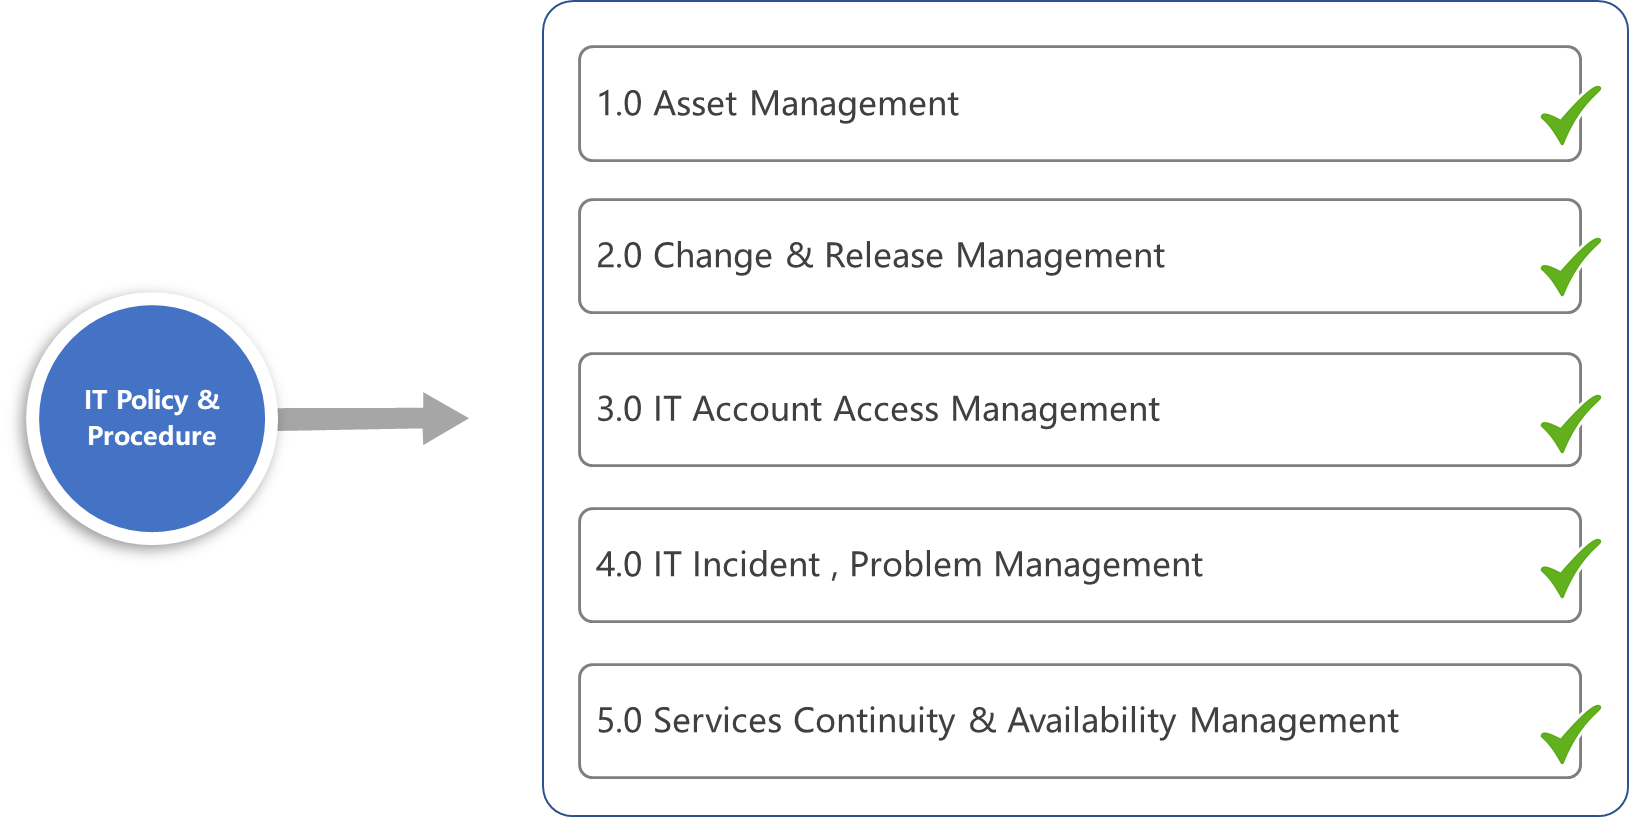 IT Policy &
Procedure
1.0 Asset Management
2.0 Change & Release Management
3.0 IT Account Access Management
4.0 IT Incident , Problem Management
5.0 Services Continuity & Availability Management